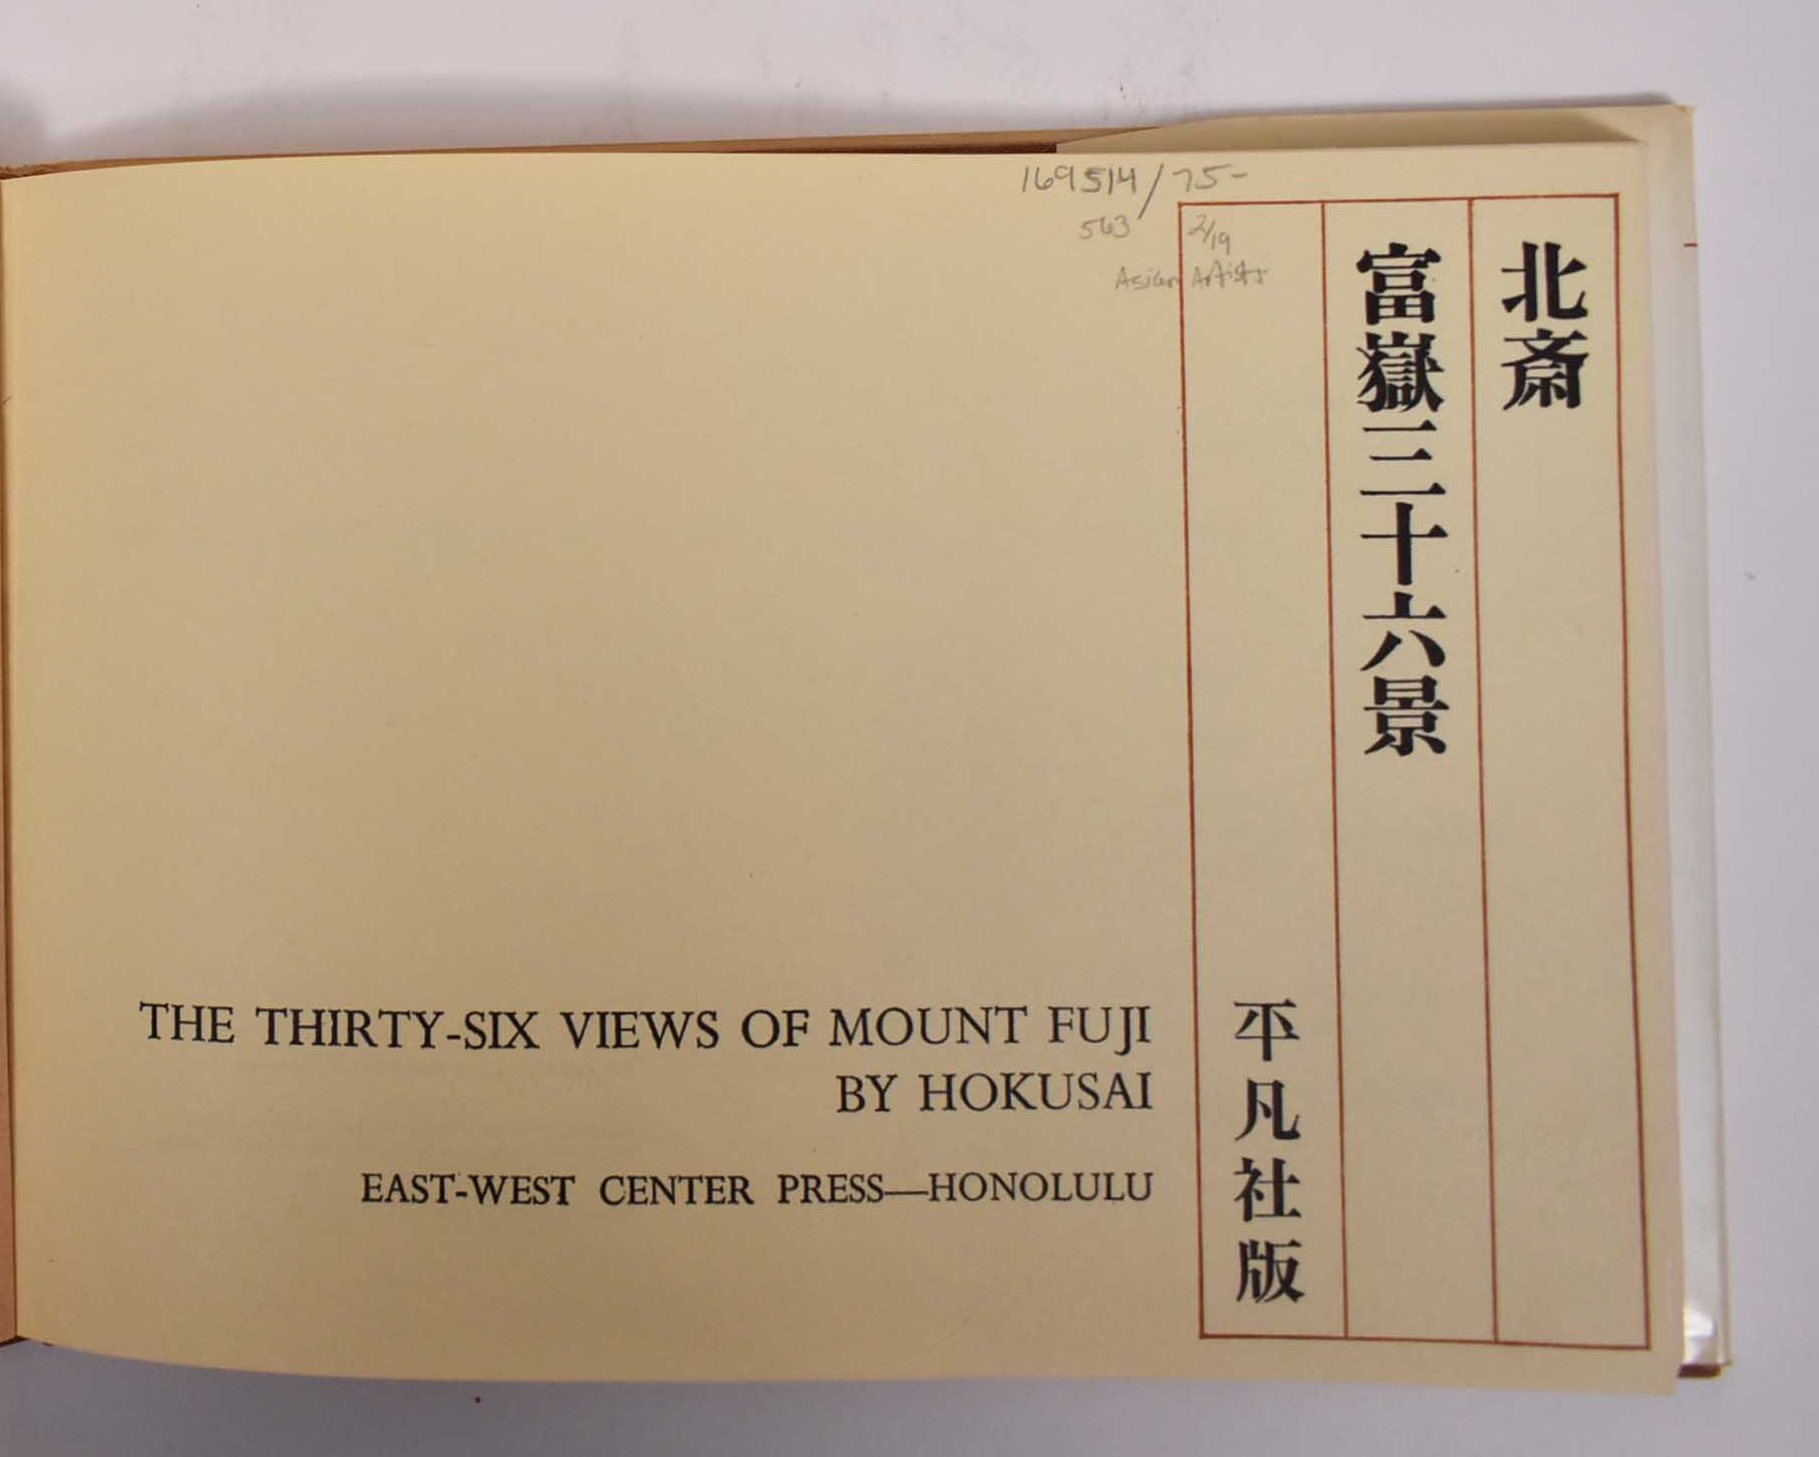 169514/75-
563 2/19
Asian Artists
北斎
富嶽三十六景
平凡社版
THE THIRTY-SIX VIEWS OF MOUNT FUJI
BY HOKUSAI
EAST-WEST CENTER PRESS—HONOLULU